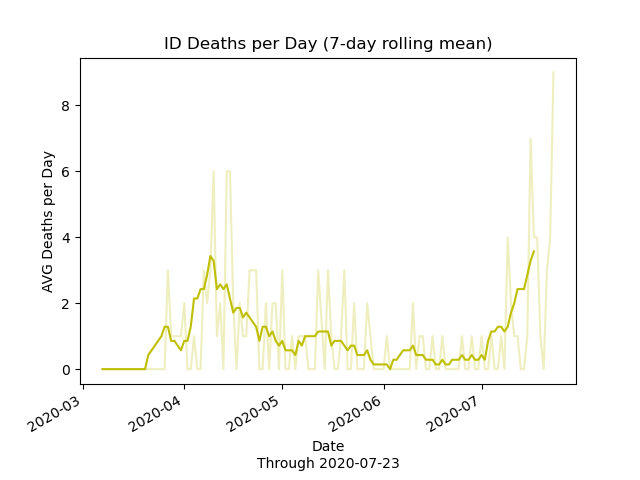 ID Deaths per Day (7-day rolling mean)
AVG Deaths per Day
8
6
4
2
0
2020-03
2020-04
2020-05
2020-06
2020-07
Date
Through 2020-07-23